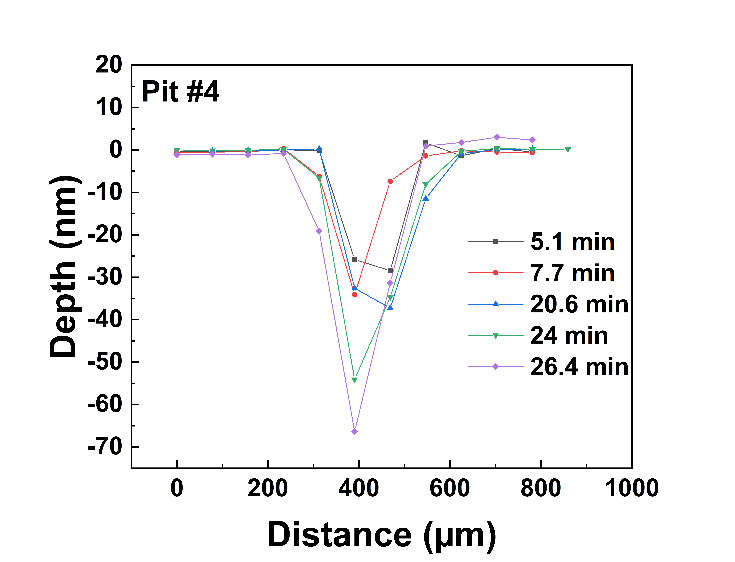 Pit #4
Depth (nm)
20
10
0
-10
-20
-30
-40
-50
-60
-70
5.1 min
7.7 min
20.6 min
24 min
26.4 min
0 200 400 600 800 1000
Distance (μm)